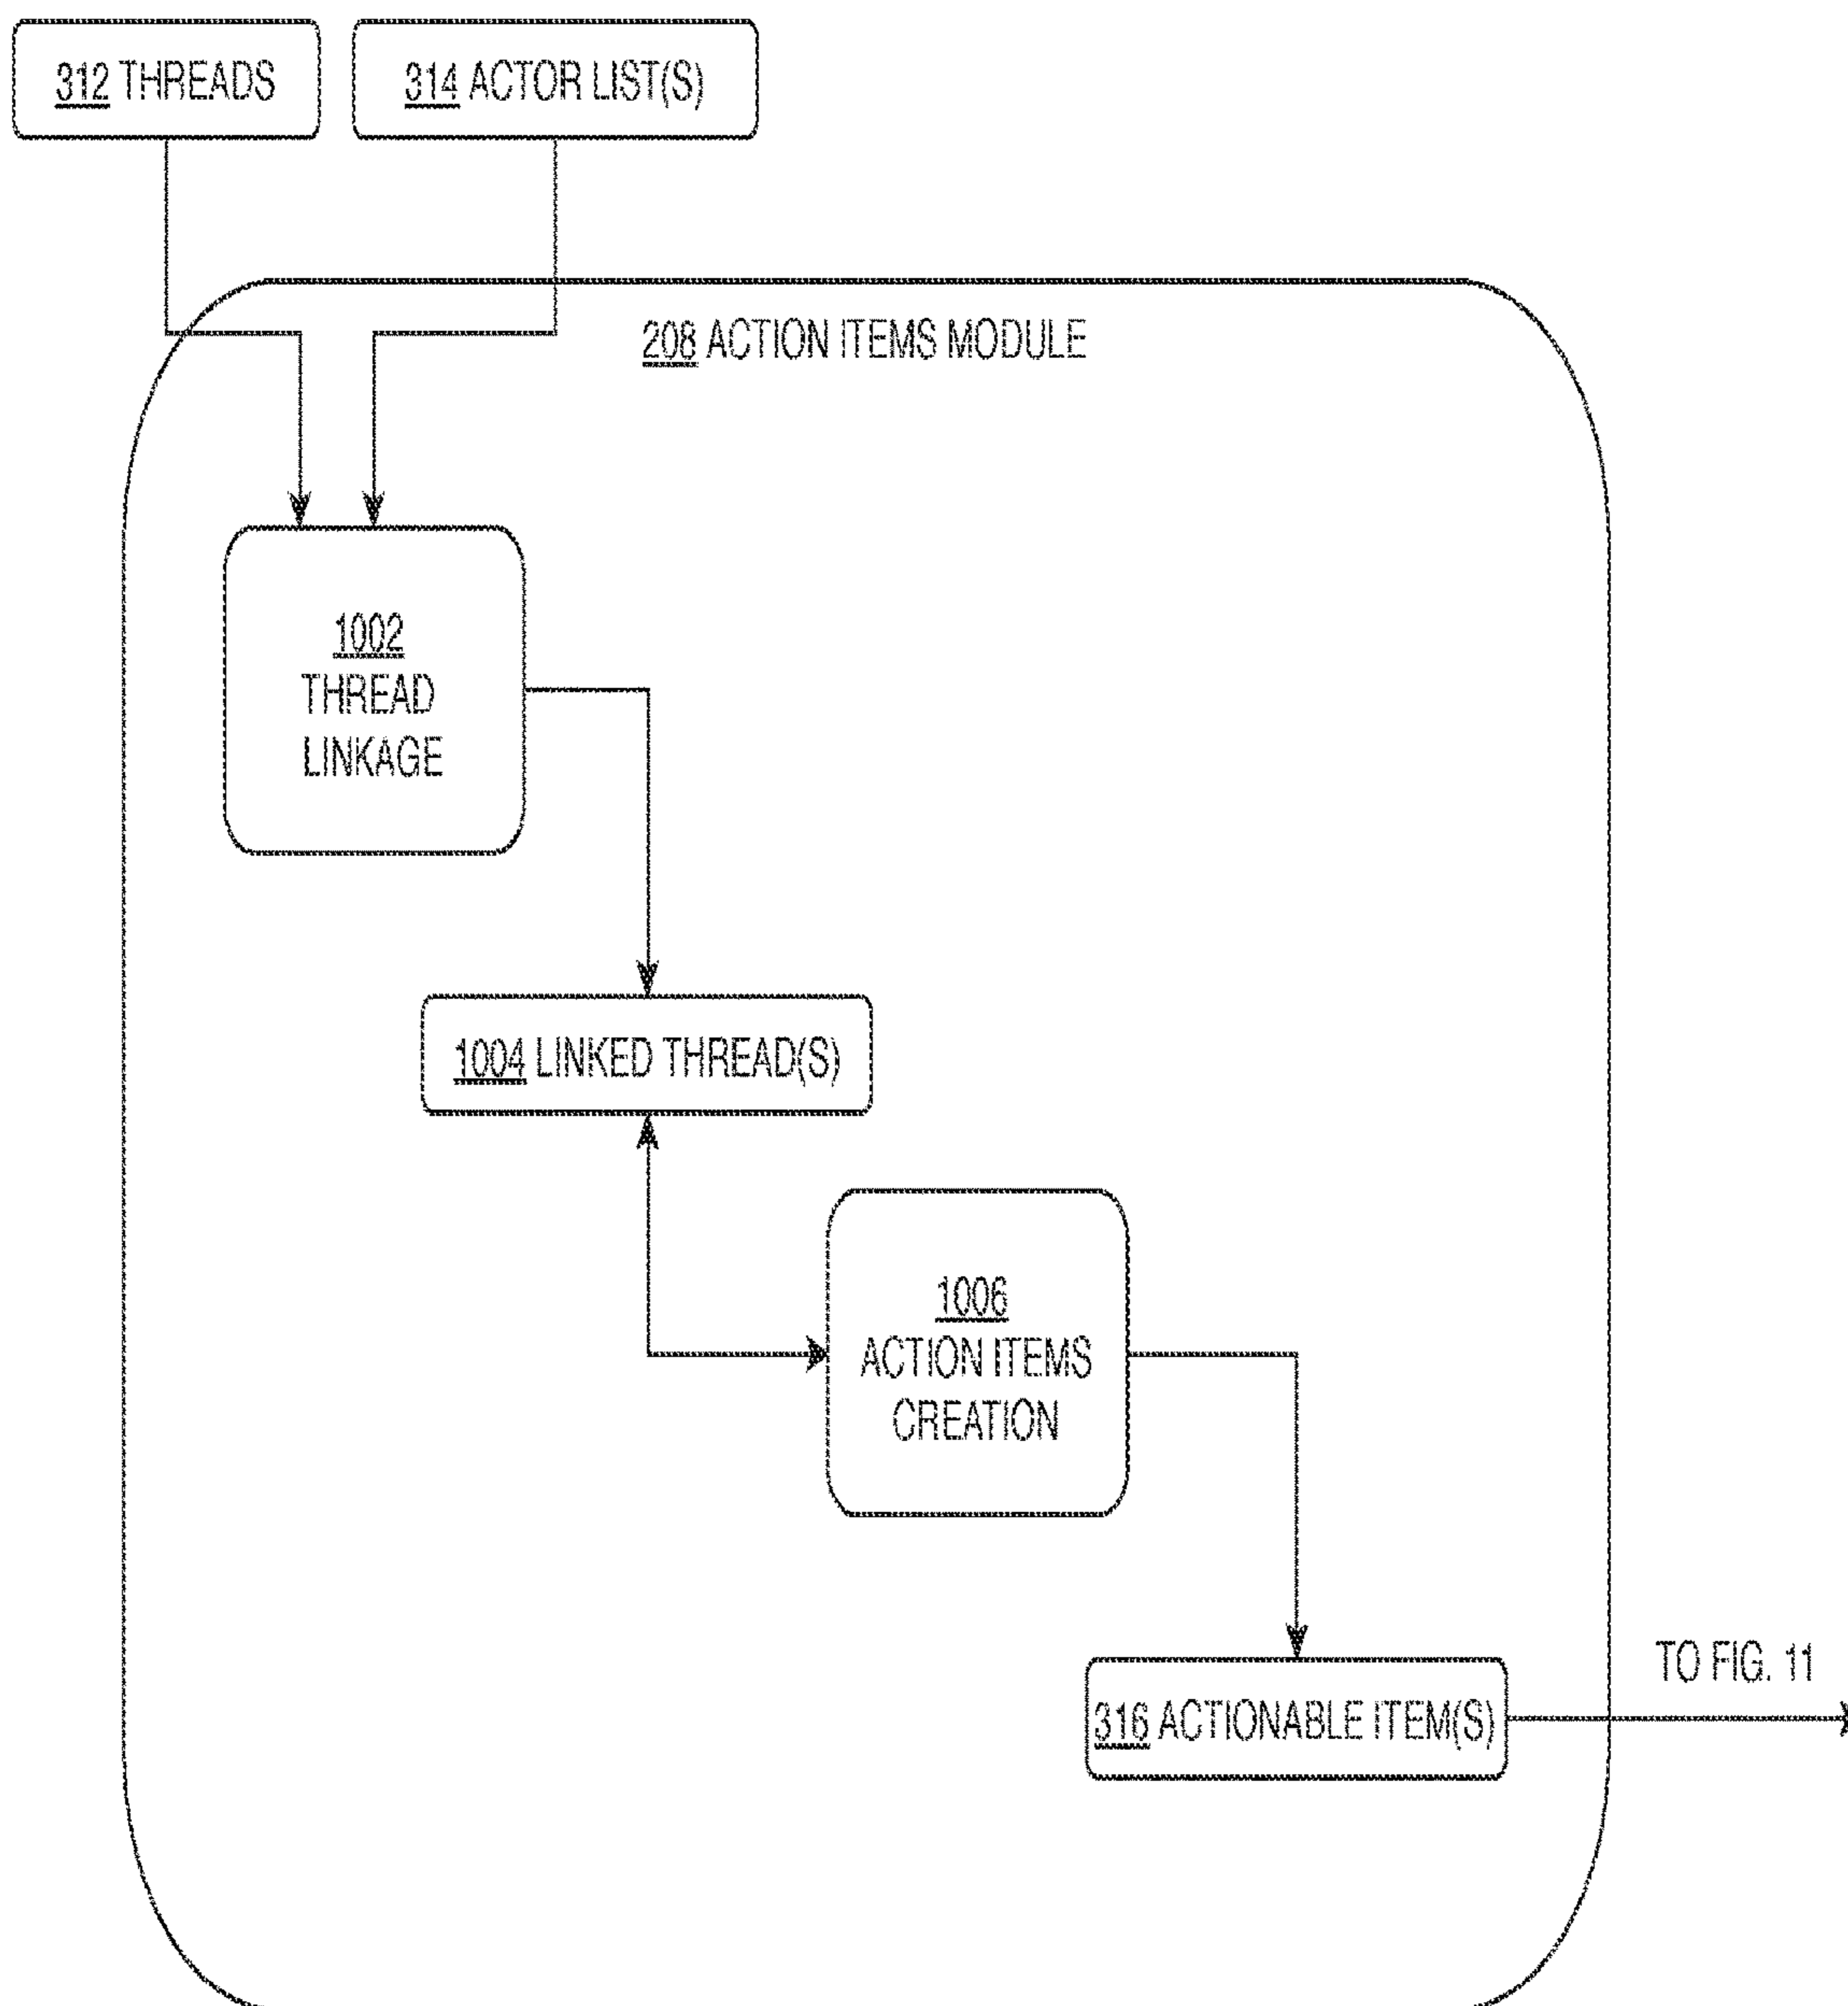 312 THREADS
314 ACTOR LIST(S)
208 ACTION ITEMS MODULE
1002
THREAD
LINKAGE
1004 LINKED THREAD(S)
1006
ACTION ITEMS
CREATION
TO FIG. 11
316 ACTIONABLE ITEM(S)